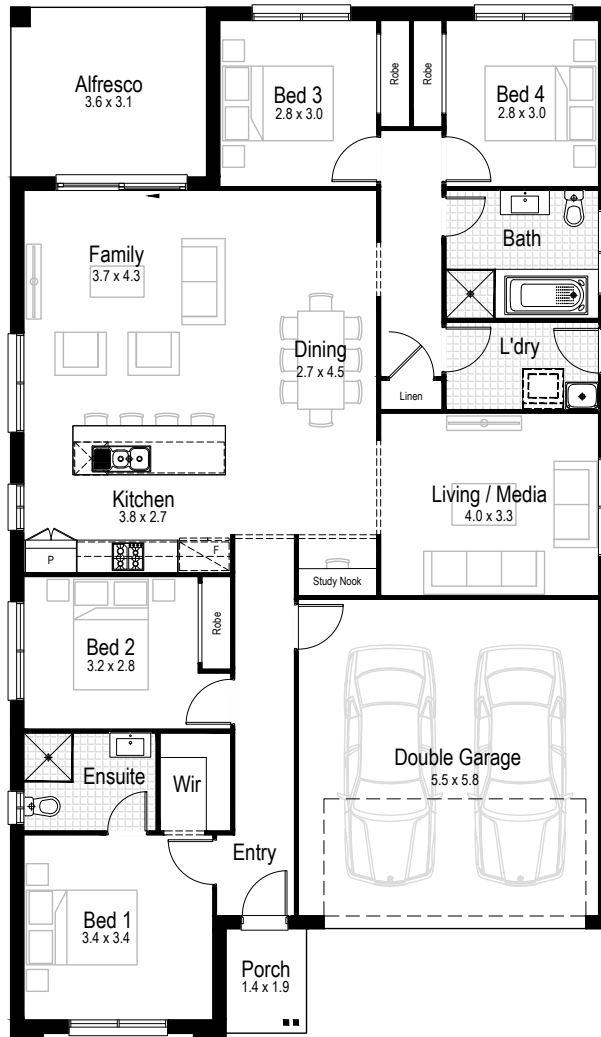 Alfresco
3.6 x 3.1
Bed 3
2.8 x 3.0
Robe
Robe
Bed 4
2.8 x 3.0
Family
3.7 x 4.3
Bath
Dining
2.7 x 4.5
L'dry
Linen
Kitchen
3.8 x 2.7
Living / Media
4.0 x 3.3
P
F
Study Nook
Bed 2
3.2 x 2.8
Robe
Ensuite
Wir
Double Garage
5.5 x 5.8
Entry
Bed 1
3.4 x 3.4
Porch
1.4 x 1.9